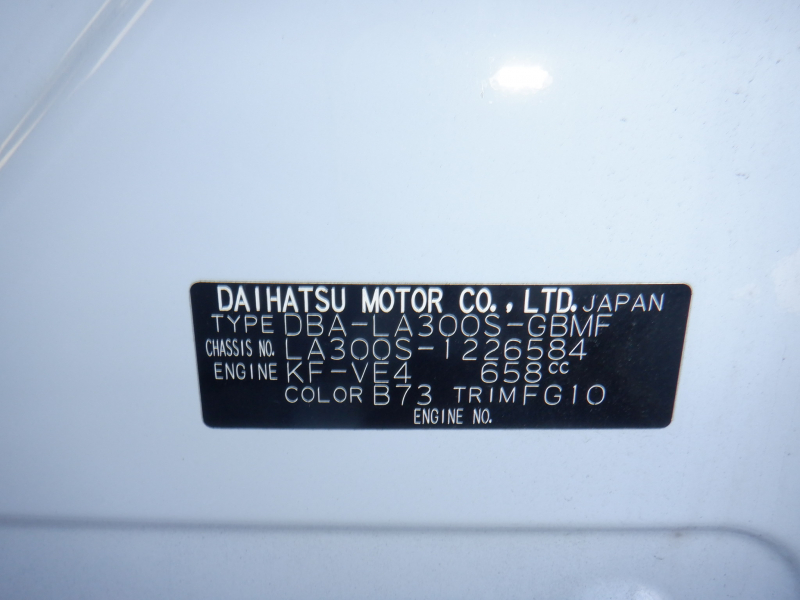 DAIHATSU MOTOR CO., LTD. JAPAN
TYPE DBA-LA300S-GBMF
CHASSIS NO. LA300S-1226584
ENGINE KF-VE4 658cc
COLOR B73 TRIM FG10
ENGINE NO.